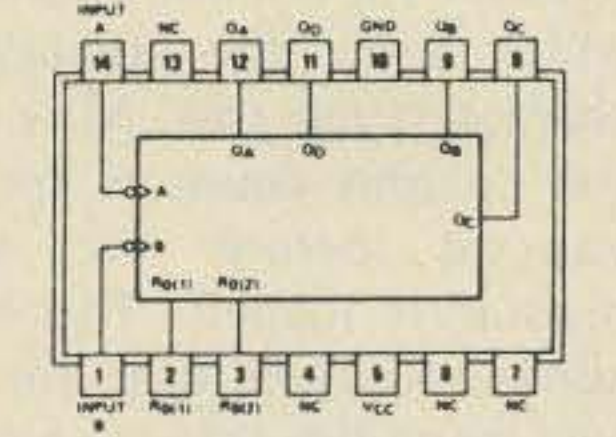 INPUT
A NC QA QD GND QB QC
14 13 12 11 10 9 8
QA QD QB
A
QC
B
R0(1) R0(2)
1 2 3 4 5 6 7
INPUT R0(1) R0(2) NC VCC NC NC
B